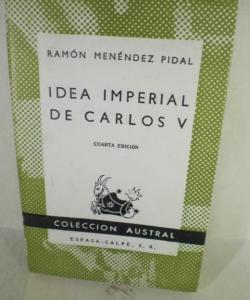 RAMÓN MENÉNDEZ PIDAL
IDEA IMPERIAL
DE CARLOS V
CUARTA EDICIÓN
COLECCION AUSTRAL
ESPASA-CALPE, S. A.